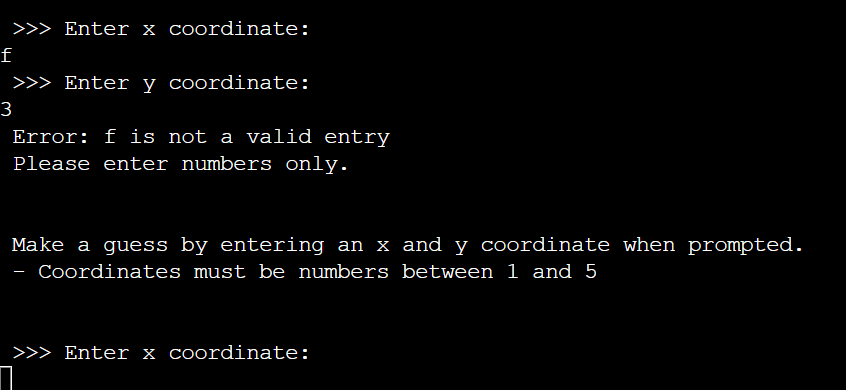 >>> Enter x coordinate:
f
>>> Enter y coordinate:
3
Error: f is not a valid entry
Please enter numbers only.
Make a guess by entering an x and y coordinate when prompted.
- Coordinates must be numbers between 1 and 5
>>> Enter x coordinate: